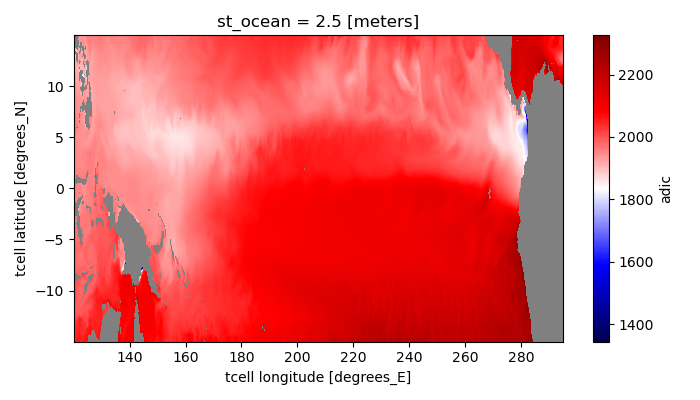 st_ocean = 2.5 [meters]
10
5
0
−5
−10
tcell latitude [degrees_N]
140 160 180 200 220 240 260 280
tcell longitude [degrees_E]
2200
2000
1800
1600
1400
adic